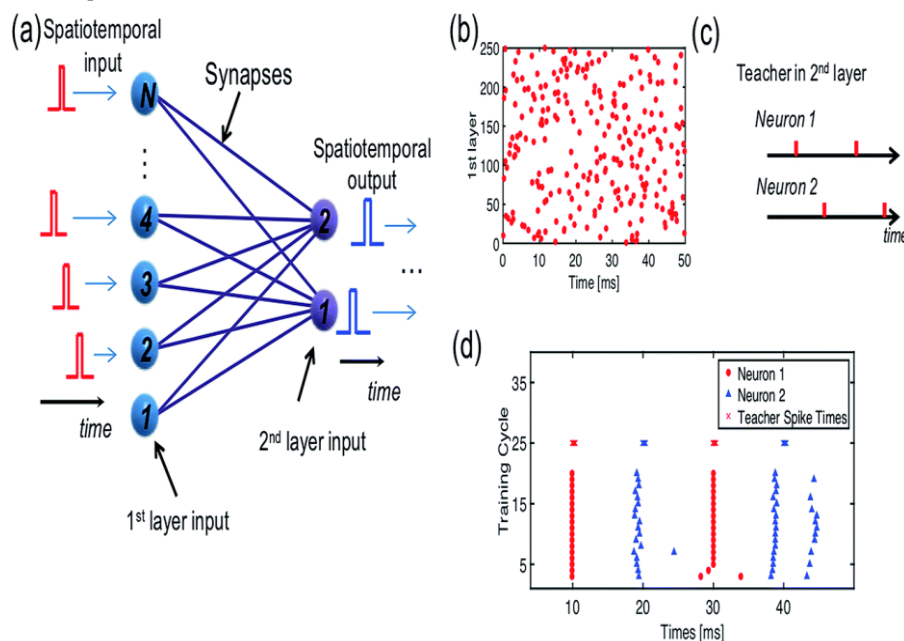 (a)
Spatiotemporal
input
Synapses
N
⋮
4
3
2
1
Spatiotemporal
output
2
...
1
time
time
2nd layer input
1st layer input
(b)
1st layer
250
200
150
100
50
0
0 10 20 30 40 50
Time [ms]
(c)
Teacher in 2nd layer
Neuron 1
Neuron 2
time
(d)
Neuron 1
Neuron 2
Teacher Spike Times
Training Cycle
35
25
15
5
10 20 30 40
Times [ms]